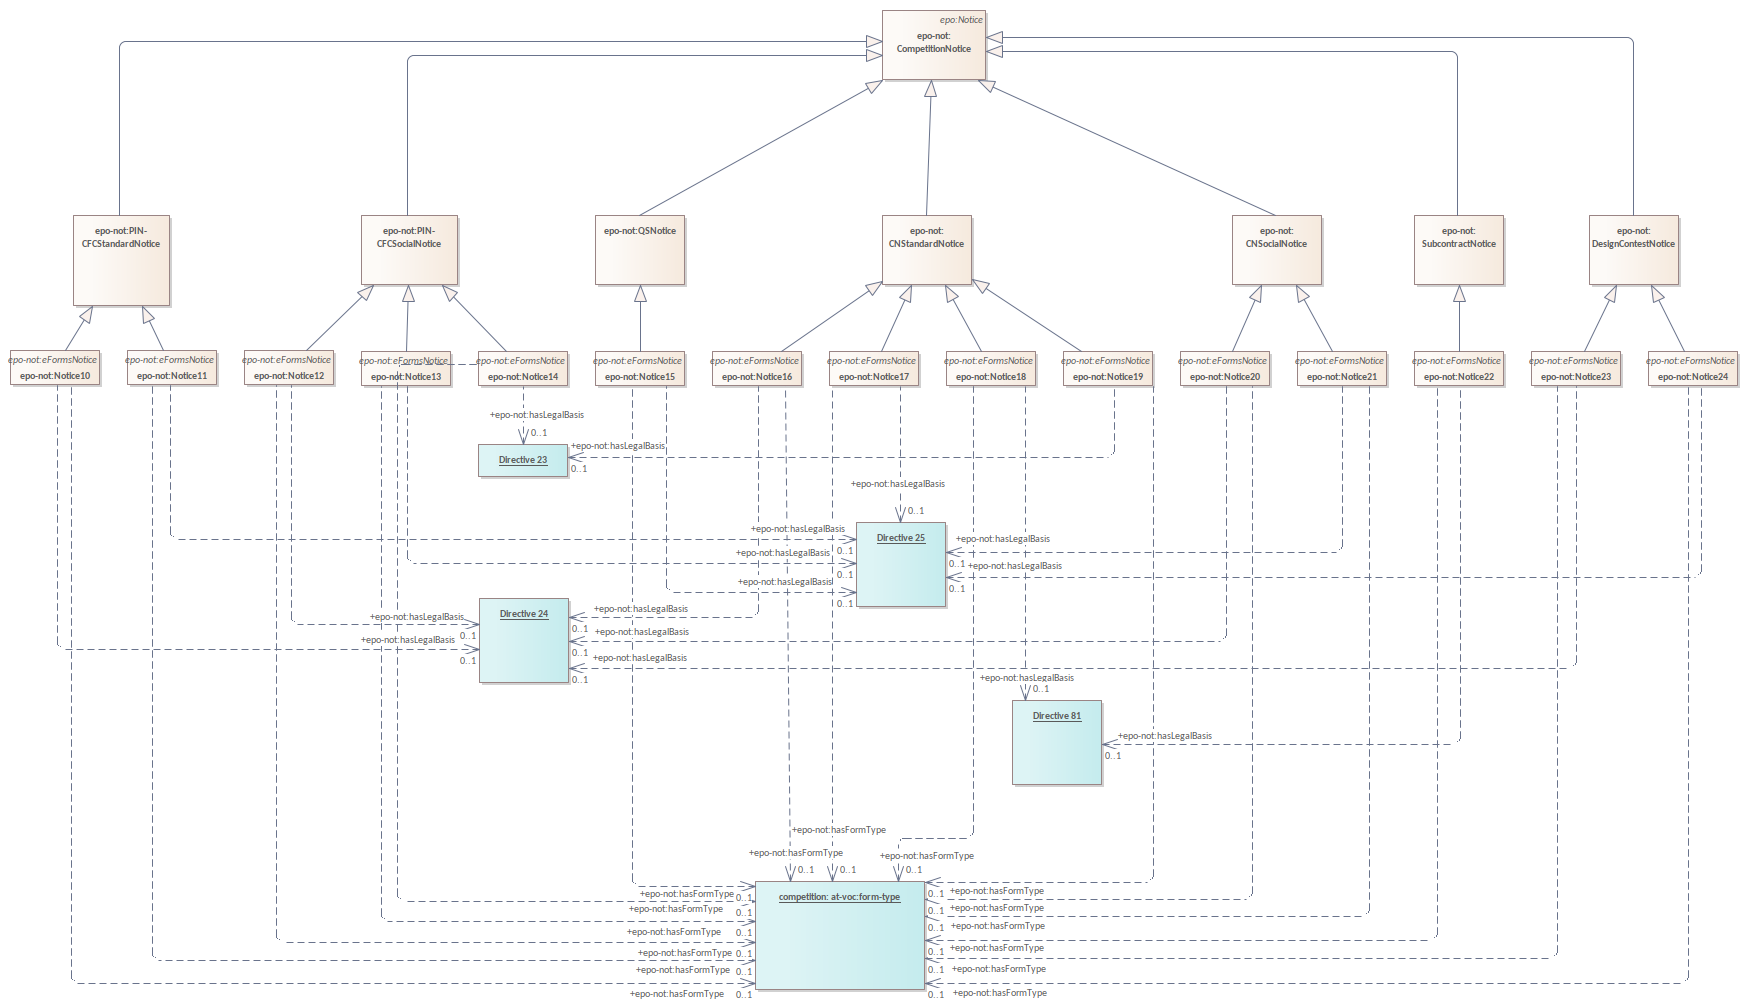 epo:Notice
epo-not:
CompetitionNotice
epo-not:PIN-
CFCStandardNotice
epo-not:PIN-
CFCSocialNotice
epo-not:QSNotice
epo-not:
CNStandardNotice
epo-not:
CNSocialNotice
epo-not:
SubcontractNotice
epo-not:
DesignContestNotice
epo-not:eFormsNotice
epo-not:Notice10
epo-not:eFormsNotice
epo-not:Notice11
epo-not:eFormsNotice
epo-not:Notice12
epo-not:eFormsNotice
epo-not:Notice13
epo-not:eFormsNotice
epo-not:Notice14
epo-not:eFormsNotice
epo-not:Notice15
epo-not:eFormsNotice
epo-not:Notice16
epo-not:eFormsNotice
epo-not:Notice17
epo-not:eFormsNotice
epo-not:Notice18
epo-not:eFormsNotice
epo-not:Notice19
epo-not:eFormsNotice
epo-not:Notice20
epo-not:eFormsNotice
epo-not:Notice21
epo-not:eFormsNotice
epo-not:Notice22
epo-not:eFormsNotice
epo-not:Notice23
epo-not:eFormsNotice
epo-not:Notice24
+epo-not:hasLegalBasis
0..1
+epo-not:hasLegalBasis
Directive 23
0..1
+epo-not:hasLegalBasis
0..1
+epo-not:hasLegalBasis
Directive 25
+epo-not:hasLegalBasis
0..1
+epo-not:hasLegalBasis
0..1
+epo-not:hasLegalBasis
0..1
+epo-not:hasLegalBasis
0..1
0..1
+epo-not:hasLegalBasis
Directive 24
+epo-not:hasLegalBasis
0..1
0..1
+epo-not:hasLegalBasis
+epo-not:hasLegalBasis
0..1
0..1
+epo-not:hasLegalBasis
0..1
+epo-not:hasLegalBasis
0..1
Directive 81
+epo-not:hasLegalBasis
0..1
+epo-not:hasFormType
+epo-not:hasFormType
+epo-not:hasFormType
0..1
0..1
0..1
competition: at-voc:form-type
+epo-not:hasFormType
0..1
+epo-not:hasFormType
0..1
+epo-not:hasFormType
0..1
+epo-not:hasFormType
0..1
+epo-not:hasFormType
0..1
+epo-not:hasFormType
0..1
0..1
+epo-not:hasFormType
0..1
+epo-not:hasFormType
0..1
+epo-not:hasFormType
0..1
+epo-not:hasFormType
0..1
+epo-not:hasFormType
0..1
+epo-not:hasFormType